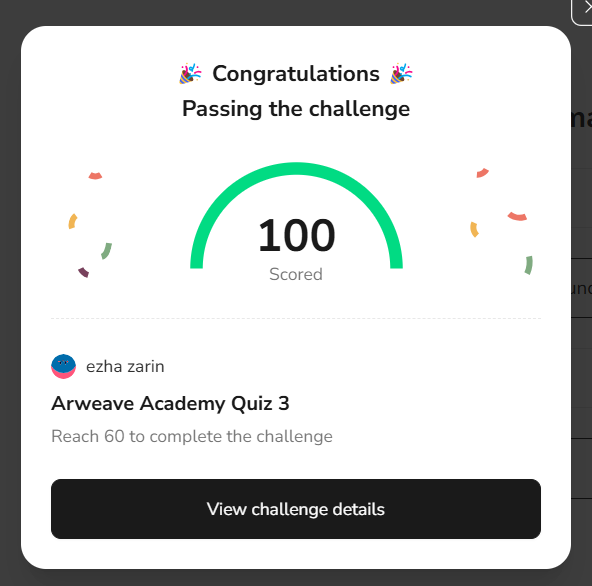 🎉 Congratulations 🎉
Passing the challenge
100
Scored
ezha zarin
Arweave Academy Quiz 3
Reach 60 to complete the challenge
View challenge details